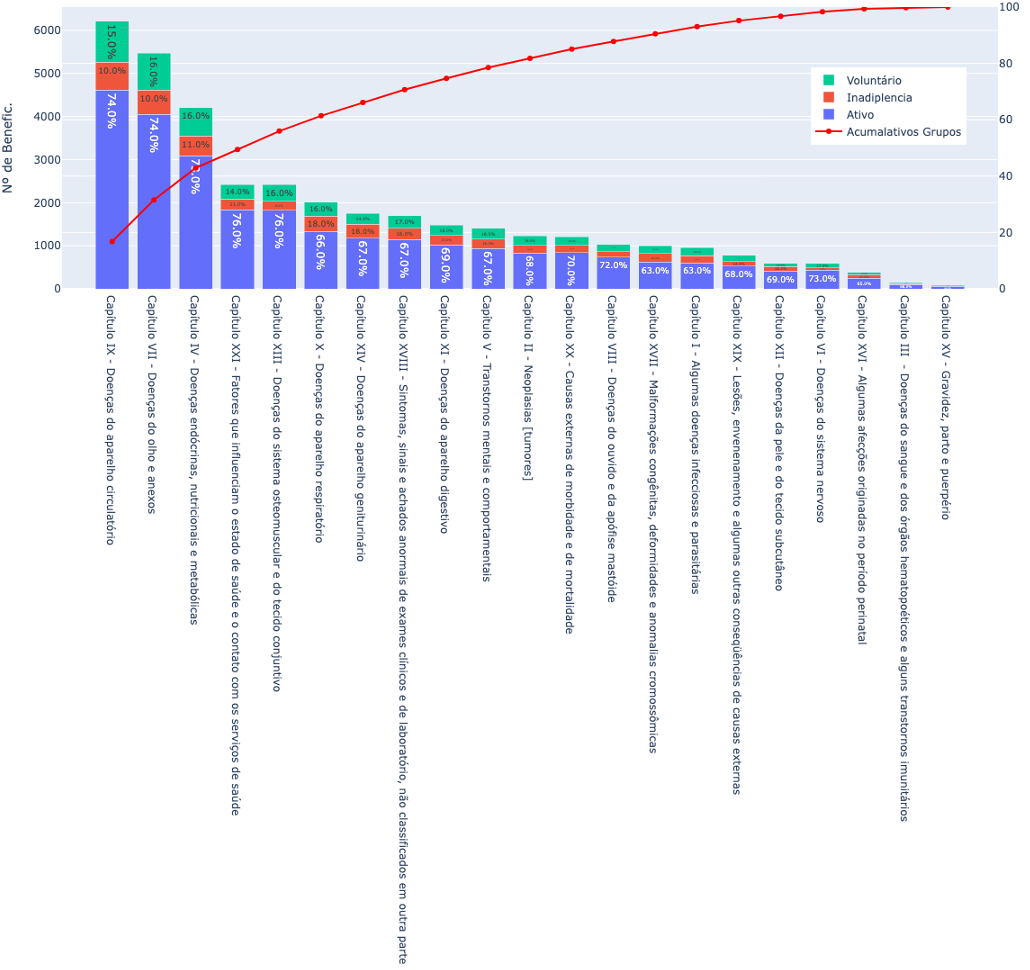 Nº de Benefic.
6000
5000
4000
3000
2000
1000
0
100
80
60
40
20
0
Voluntário
Inadiplencia
Ativo
Acumalativos Grupos
15.0%
10.0%
74.0%
16.0%
10.0%
74.0%
16.0%
11.0%
14.0%
11.0%
76.0%
16.0%
76.0%
16.0%
18.0%
66.0%
18.0%
67.0%
17.0%
16.0%
67.0%
69.0%
67.0%
68.0%
70.0%
72.0%
63.0%
63.0%
68.0%
69.0%
73.0%
Capítulo IX - Doenças do aparelho circulatório
Capítulo VII - Doenças do olho e anexos
Capítulo IV - Doenças endócrinas, nutricionais e metabólicas
Capítulo XXI - Fatores que influenciam o estado de saúde e o contato com os serviços de saúde
Capítulo XIII - Doenças do sistema osteomuscular e do tecido conjuntivo
Capítulo X - Doenças do aparelho respiratório
Capítulo XIV - Doenças do aparelho geniturinário
Capítulo XVIII - Sintomas, sinais e achados anormais de exames clínicos e de laboratório, não classificados em outra parte
Capítulo XI - Doenças do aparelho digestivo
Capítulo V - Transtornos mentais e comportamentais
Capítulo II - Neoplasias [tumores]
Capítulo XX - Causas externas de morbidade e de mortalidade
Capítulo VIII - Doenças do ouvido e da apófise mastóide
Capítulo XVII - Malformações congênitas, deformidades e anomalias cromossômicas
Capítulo I - Algumas doenças infecciosas e parasitárias
Capítulo XIX - Lesões, envenenamento e algumas outras conseqüências de causas externas
Capítulo XII - Doenças da pele e do tecido subcutâneo
Capítulo VI - Doenças do sistema nervoso
Capítulo XVI - Algumas afecções originadas no período perinatal
Capítulo III  - Doenças do sangue e dos órgãos hematopoéticos e alguns transtornos imunitários
Capítulo XV - Gravidez, parto e puerpério